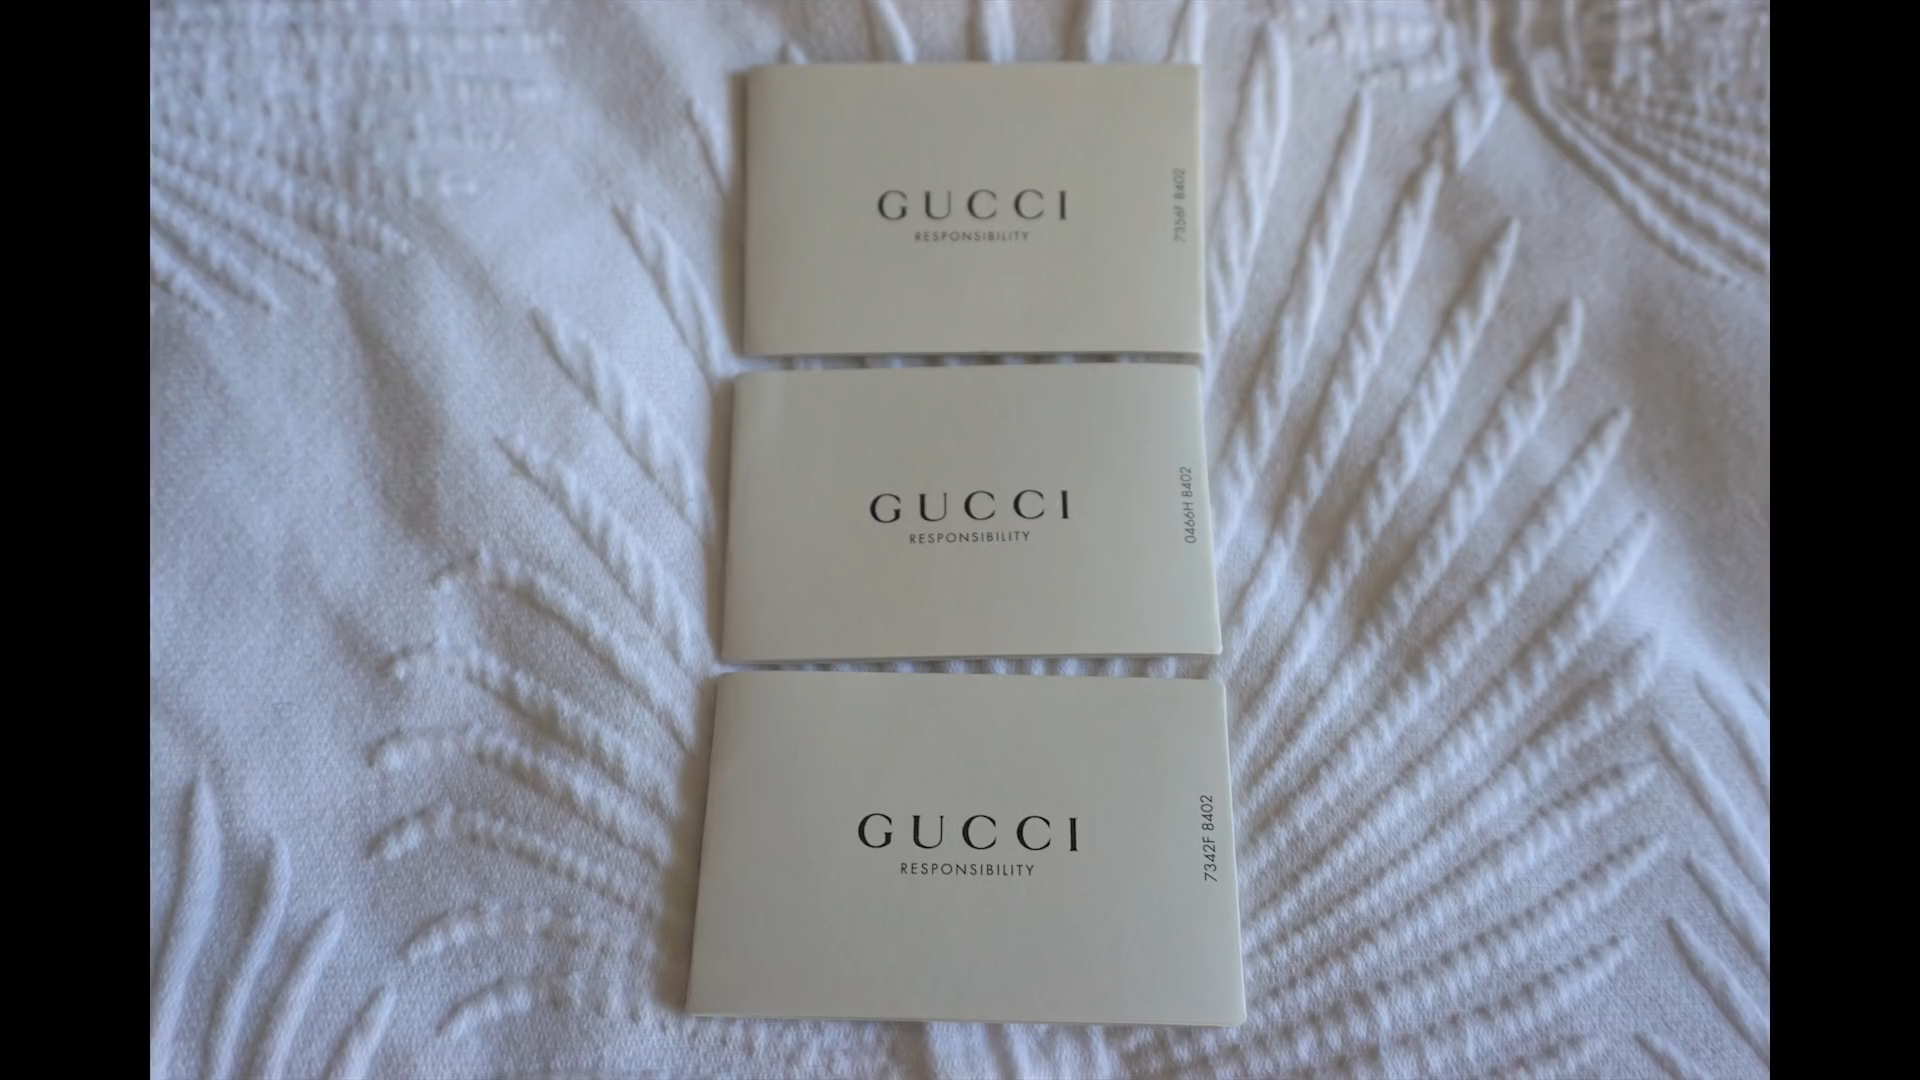 GUCCI
RESPONSIBILITY
7356F 8402
GUCCI
RESPONSIBILITY
0466H 8402
GUCCI
RESPONSIBILITY
7342F 8402